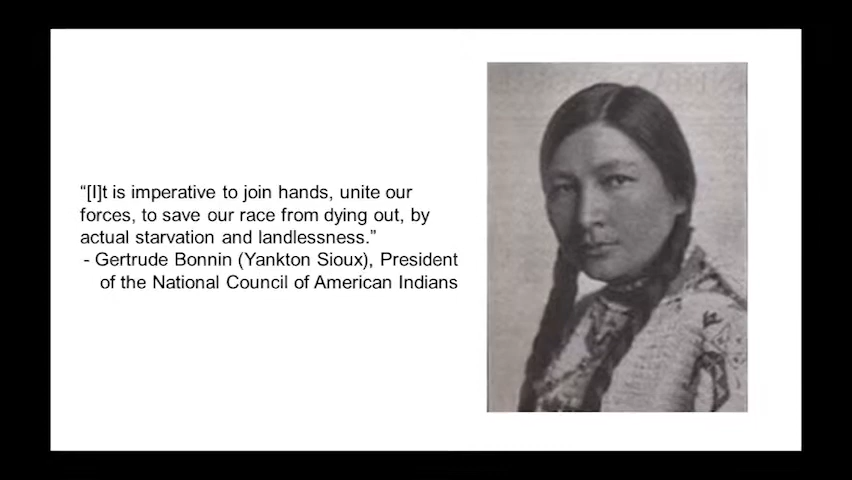 “[I]t is imperative to join hands, unite our
forces, to save our race from dying out, by
actual starvation and landlessness.”
- Gertrude Bonnin (Yankton Sioux), President
of the National Council of American Indians